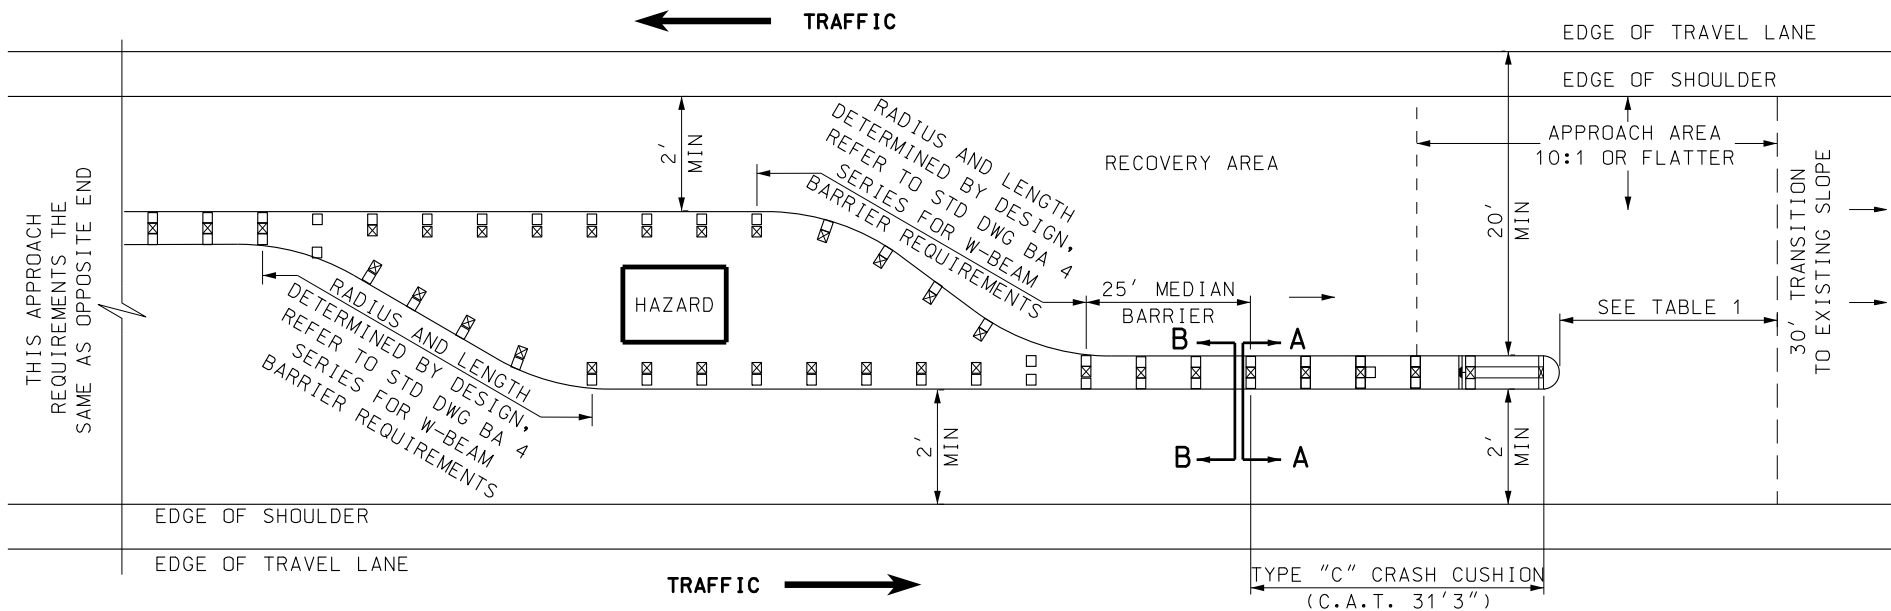 TRAFFIC
EDGE OF TRAVEL LANE
EDGE OF SHOULDER
THIS APPROACH
REQUIREMENTS THE
SAME AS OPPOSITE END
2'
MIN
RADIUS AND LENGTH
DETERMINED BY DESIGN,
REFER TO STD DWG BA 4
SERIES FOR W-BEAM
BARRIER REQUIREMENTS
RECOVERY AREA
20'
MIN
APPROACH AREA
10:1 OR FLATTER
30' TRANSITION
TO EXISTING SLOPE
HAZARD
RADIUS AND LENGTH
DETERMINED BY DESIGN,
REFER TO STD DWG BA 4
SERIES FOR W-BEAM
BARRIER REQUIREMENTS
25' MEDIAN
BARRIER
SEE TABLE 1
B
A
B
A
2'
MIN
2'
MIN
EDGE OF SHOULDER
EDGE OF TRAVEL LANE
TRAFFIC
TYPE "C" CRASH CUSHION
(C.A.T. 31'3")